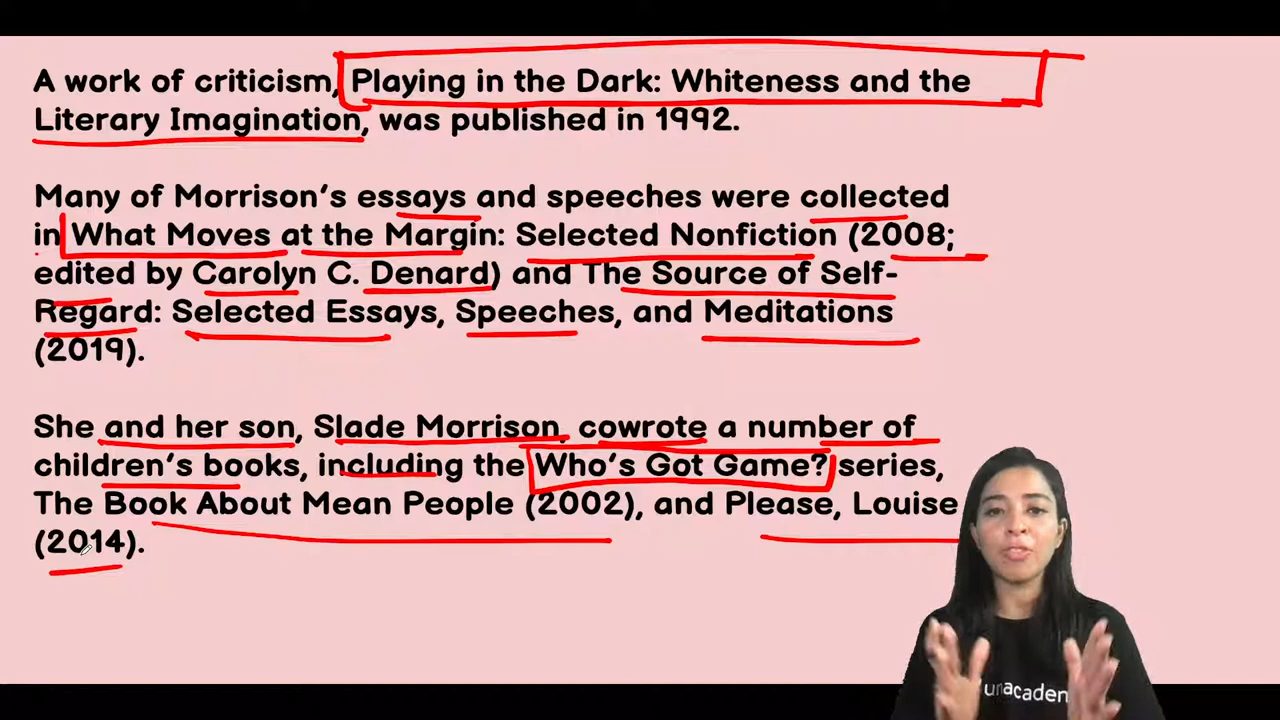 A work of criticism, Playing in the Dark: Whiteness and the
Literary Imagination, was published in 1992.
Many of Morrison's essays and speeches were collected
in What Moves at the Margin: Selected Nonfiction (2008;
edited by Carolyn C. Denard) and The Source of Self-
Regard: Selected Essays, Speeches, and Meditations
(2019).
She and her son, Slade Morrison, cowrote a number of
children's books, including the Who's Got Game? series,
The Book About Mean People (2002), and Please, Louise
(2014).